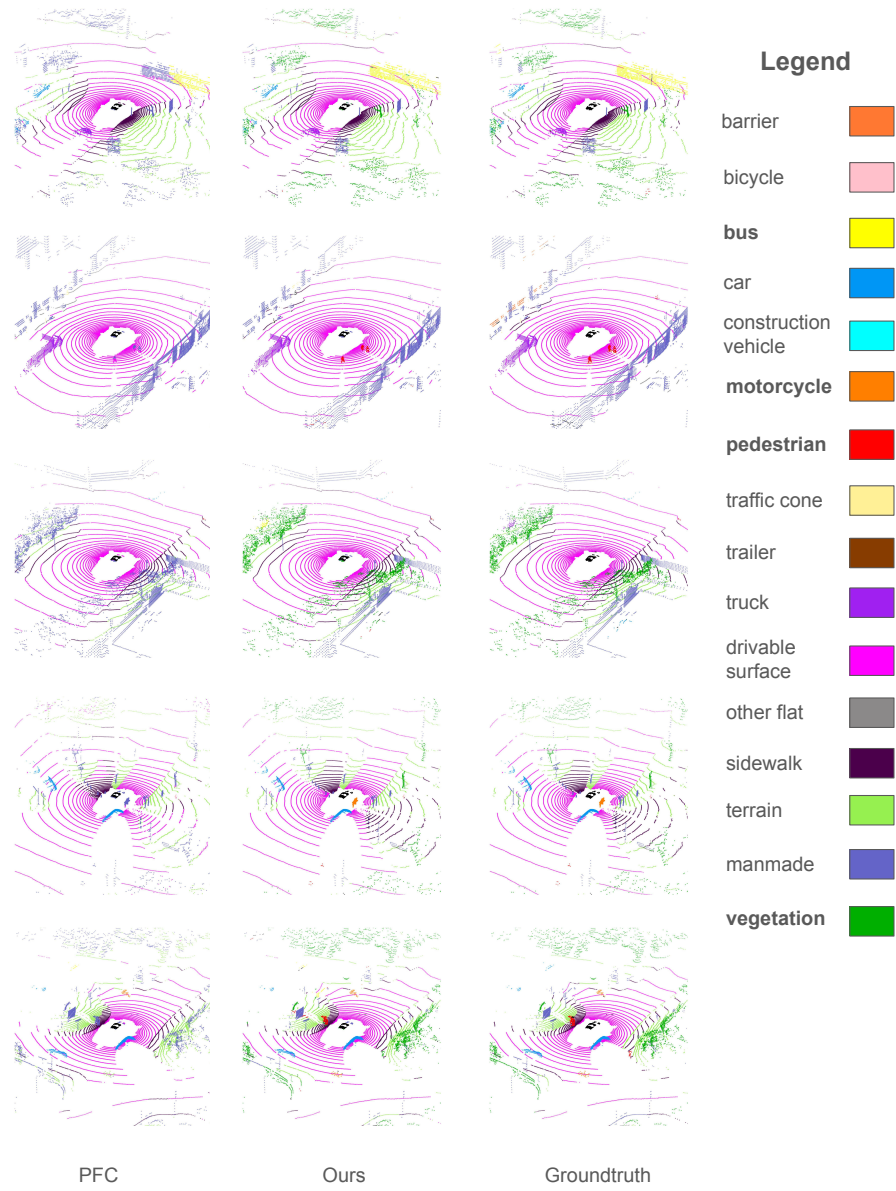 Legend
barrier
bicycle
bus
car
construction
vehicle
motorcycle
pedestrian
traffic cone
trailer
truck
drivable
surface
other flat
sidewalk
terrain
manmade
vegetation
PFC
Ours
Groundtruth